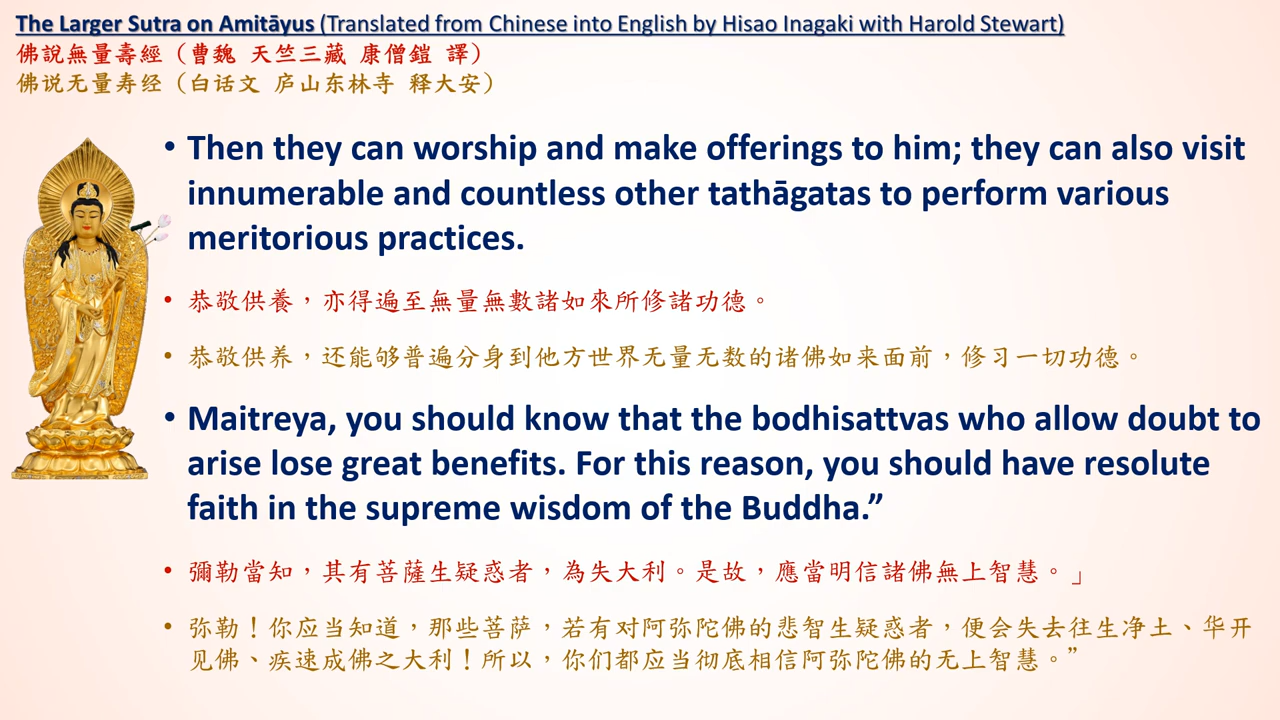 The Larger Sutra on Amitāyus (Translated from Chinese into English by Hisao Inagaki with Harold Stewart)
佛說無量壽經（曹魏 天竺三藏 康僧鎧 譯）
佛说无量寿经（白话文 庐山东林寺 释大安）
• Then they can worship and make offerings to him; they can also visit
innumerable and countless other tathāgatas to perform various
meritorious practices.
• 恭敬供養，亦得遍至無量無數諸如來所修諸功德。
• 恭敬供养，还能够普遍分身到他方世界无量无数的诸佛如来面前，修习一切功德。
• Maitreya, you should know that the bodhisattvas who allow doubt to
arise lose great benefits. For this reason, you should have resolute
faith in the supreme wisdom of the Buddha.”
• 彌勒當知，其有菩薩生疑惑者，為失大利。是故，應當明信諸佛無上智慧。」
• 弥勒！你应当知道，那些菩萨，若有对阿弥陀佛的悲智生疑惑者，便会失去往生净土、华开
见佛、疾速成佛之大利！所以，你们都应当彻底相信阿弥陀佛的无上智慧。”